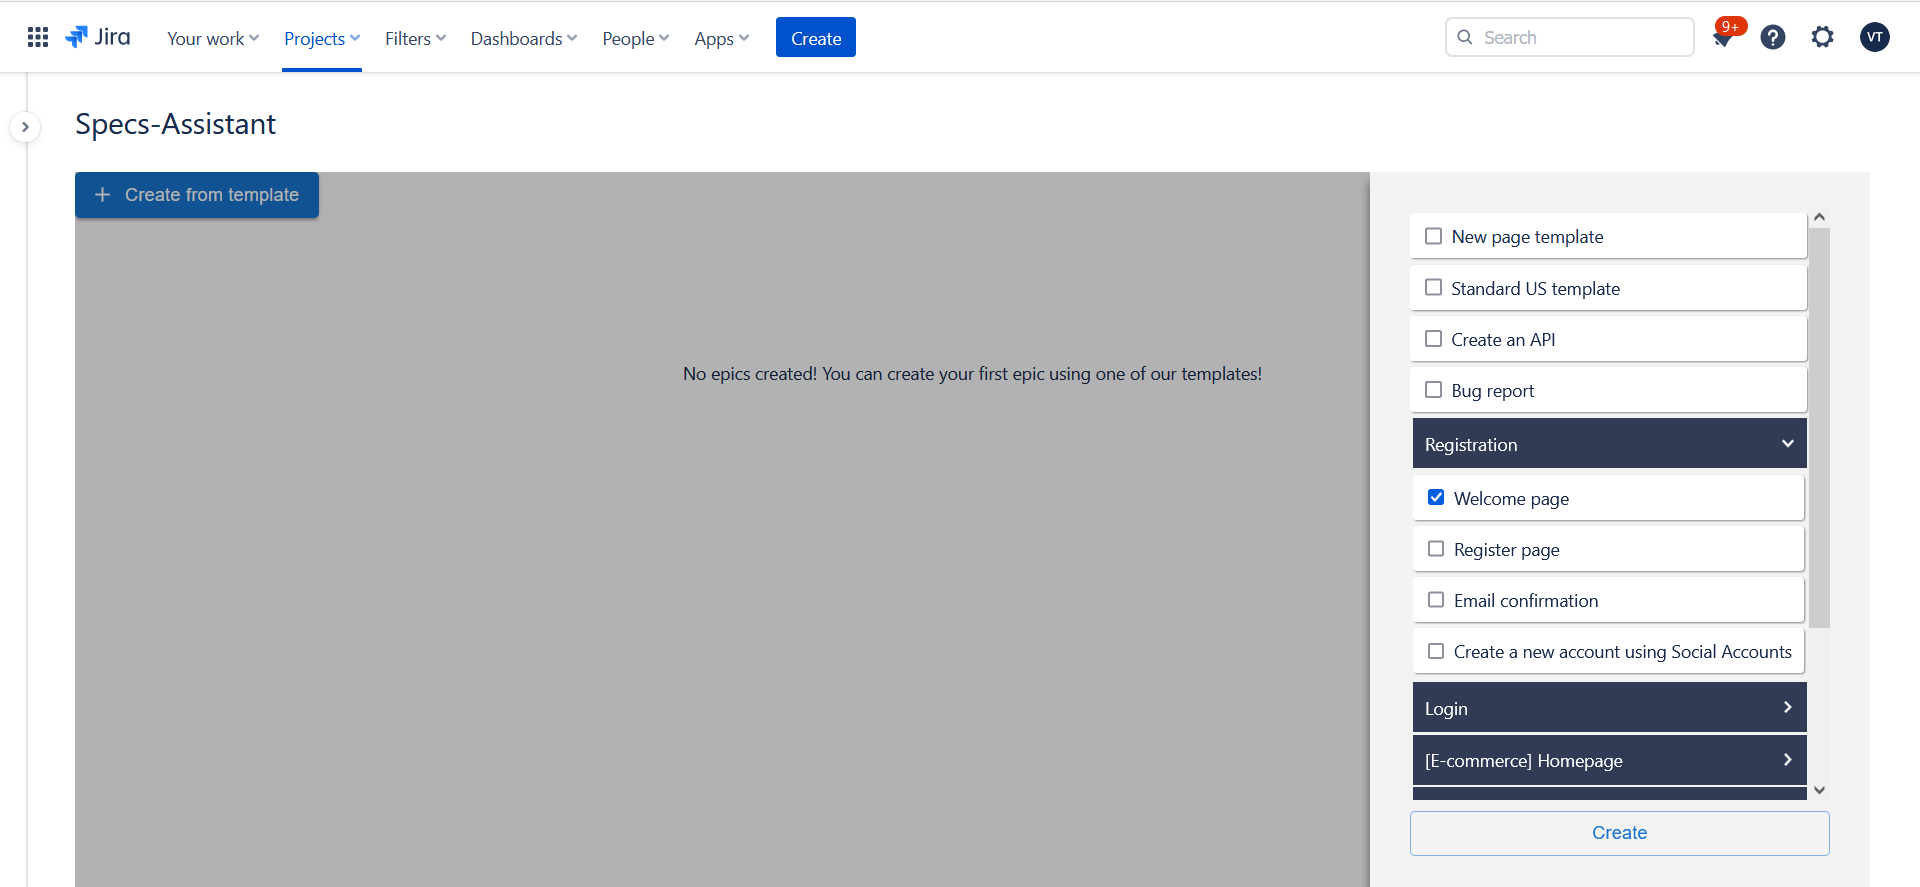 Jira Your work Projects Filters Dashboards People Apps Create Search 9+ VT
Specs-Assistant
Create from template
No epics created! You can create your first epic using one of our templates!
New page template
Standard US template
Create an API
Bug report
Registration
Welcome page
Register page
Email confirmation
Create a new account using Social Accounts
Login
[E-commerce] Homepage
Create